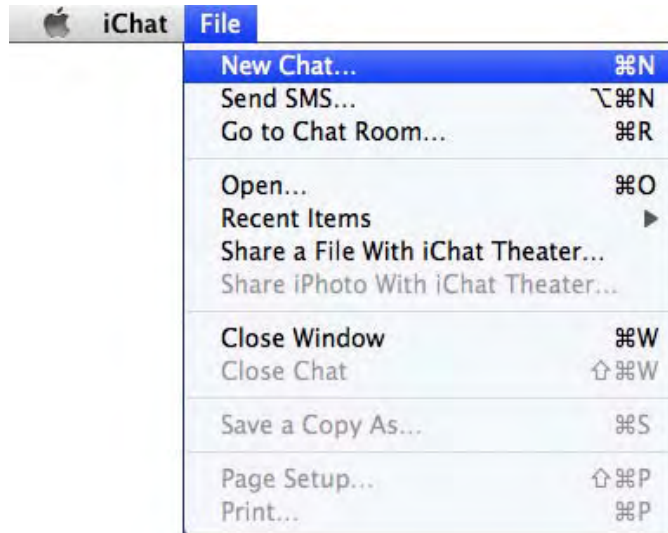 iChat File
New Chat... ⌘N
Send SMS... ⌥⌘N
Go to Chat Room... ⌘R
Open... ⌘O
Recent Items ▶
Share a File With iChat Theater...
Share iPhoto With iChat Theater...
Close Window ⌘W
Close Chat ⇧⌘W
Save a Copy As... ⌘S
Page Setup... ⇧⌘P
Print... ⌘P